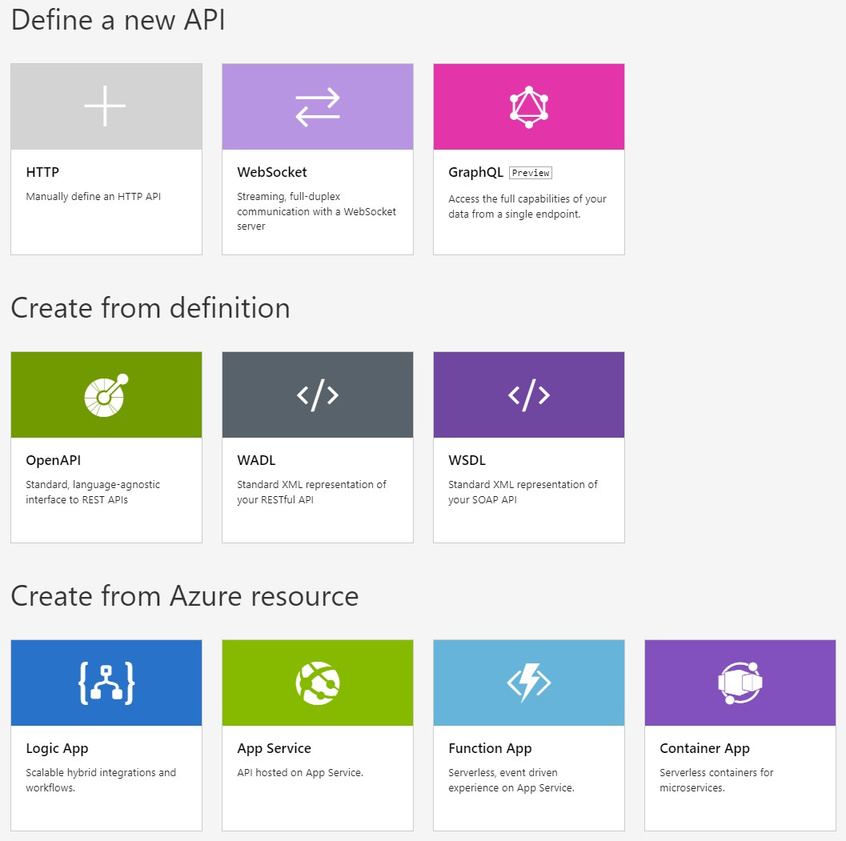 Define a new API
HTTP
Manually define an HTTP API
WebSocket
Streaming, full-duplex
communication with a WebSocket
server
GraphQL Preview
Access the full capabilities of your
data from a single endpoint.
Create from definition
OpenAPI
Standard, language-agnostic
interface to REST APIs
WADL
Standard XML representation of
your RESTful API
WSDL
Standard XML representation of
your SOAP API
Create from Azure resource
Logic App
Scalable hybrid integrations and
workflows.
App Service
API hosted on App Service.
Function App
Serverless, event driven
experience on App Service.
Container App
Serverless containers for
microservices.